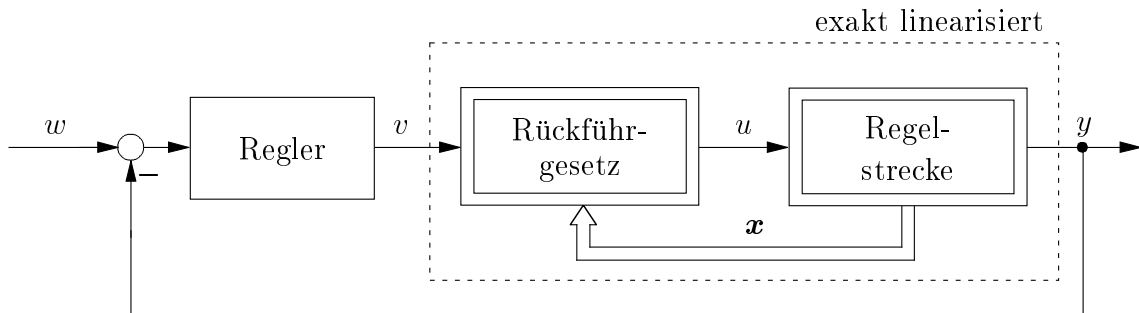 exakt linearisiert
w
Regler
v
Rückführ-
gesetz
u
Regel-
strecke
y
x